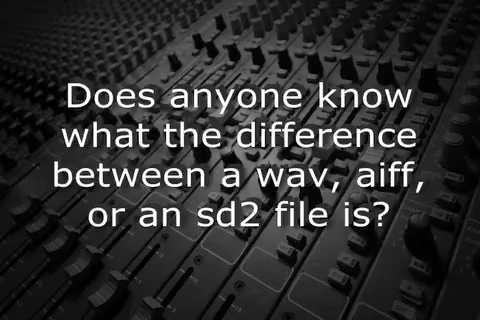 Does anyone know
what the difference
between a wav, aiff,
or an sd2 file is?